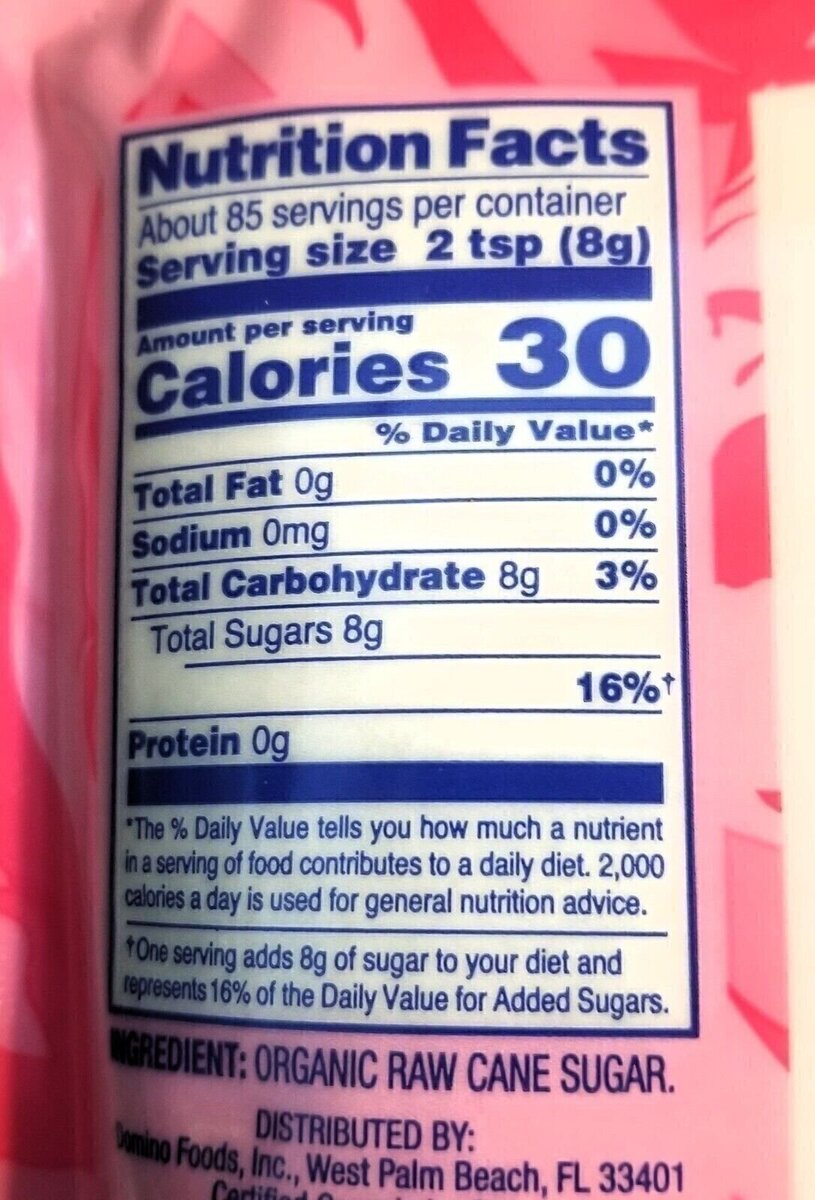 Nutrition Facts
About 85 servings per container
Serving size 2 tsp (8g)
Amount per serving
Calories 30
% Daily Value*
Total Fat 0g 0%
Sodium 0mg 0%
Total Carbohydrate 8g 3%
Total Sugars 8g
16%†
Protein 0g
*The % Daily Value tells you how much a nutrient
in a serving of food contributes to a daily diet. 2,000
calories a day is used for general nutrition advice.
†One serving adds 8g of sugar to your diet and
represents 16% of the Daily Value for Added Sugars.
INGREDIENT: ORGANIC RAW CANE SUGAR.
DISTRIBUTED BY:
Domino Foods, Inc., West Palm Beach, FL 33401
Certified